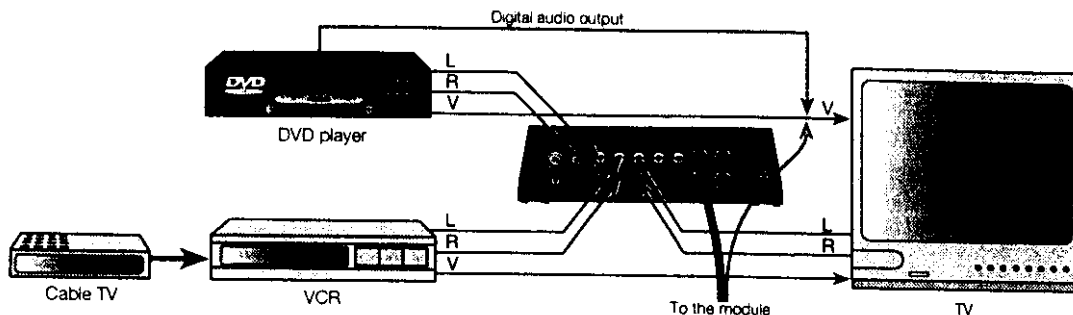 Digital audio output
L
R
V
DVD
DVD player
V
L
R
V
L
R
Cable TV
VCR
To the module
TV